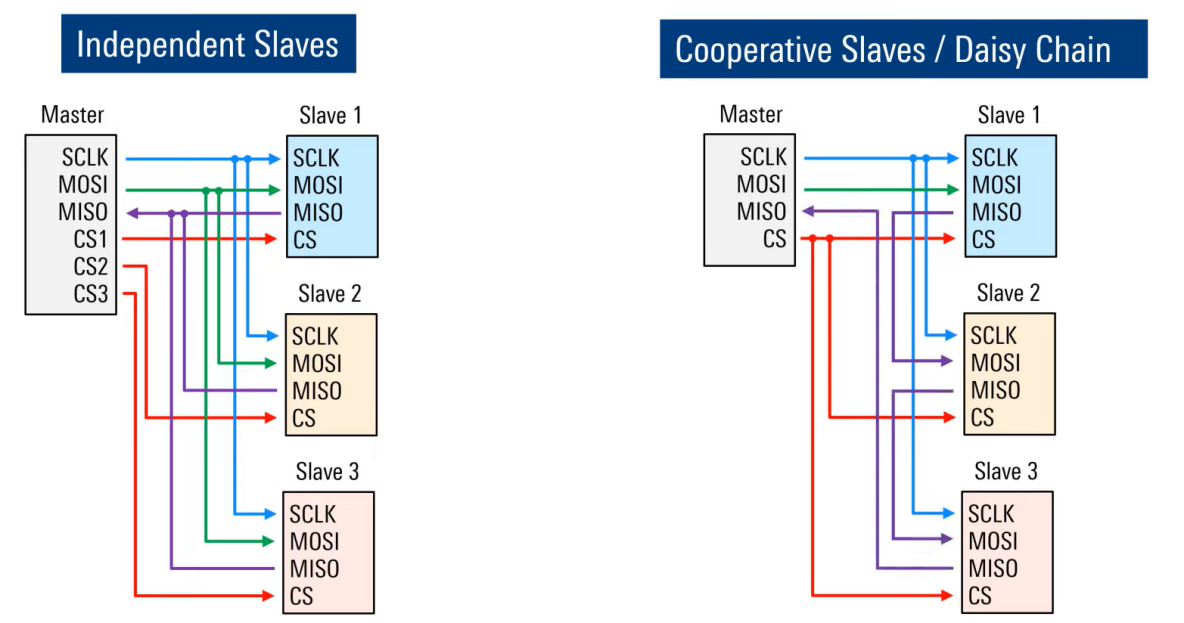 Independent Slaves
Master
SCLK
MOSI
MISO
CS1
CS2
CS3
Slave 1
SCLK
MOSI
MISO
CS
Slave 2
SCLK
MOSI
MISO
CS
Slave 3
SCLK
MOSI
MISO
CS
Cooperative Slaves / Daisy Chain
Master
SCLK
MOSI
MISO
CS
Slave 1
SCLK
MOSI
MISO
CS
Slave 2
SCLK
MOSI
MISO
CS
Slave 3
SCLK
MOSI
MISO
CS